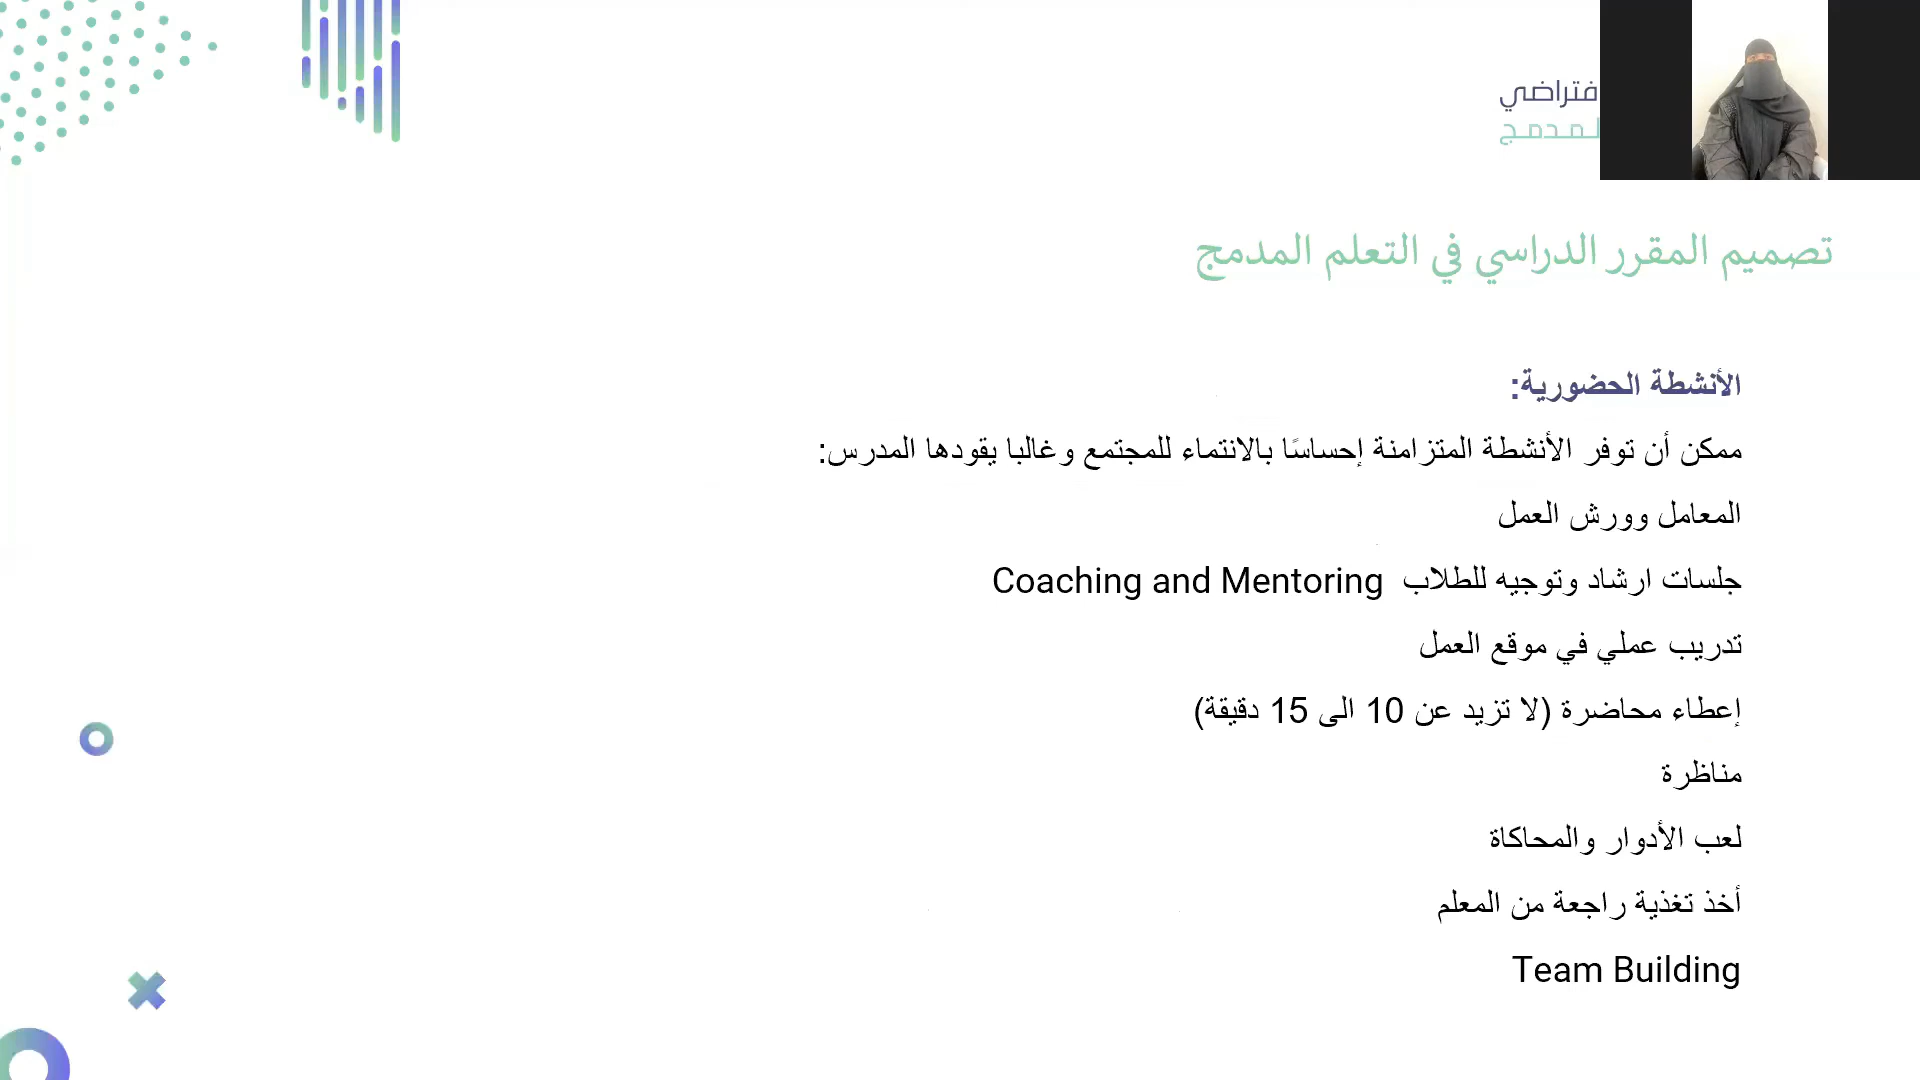 فتراضي
لمدمج
تصميم المقرر الدراسي في التعلم المدمج
الأنشطة الحضورية:
ممكن أن توفر الأنشطة المتزامنة إحساسًا بالانتماء للمجتمع وغالبا يقودها المدرس:
المعامل وورش العمل
جلسات ارشاد وتوجيه للطلاب Coaching and Mentoring
تدريب عملي في موقع العمل
إعطاء محاضرة (لا تزيد عن 10 الى 15 دقيقة)
مناظرة
لعب الأدوار والمحاكاة
أخذ تغذية راجعة من المعلم
Team Building